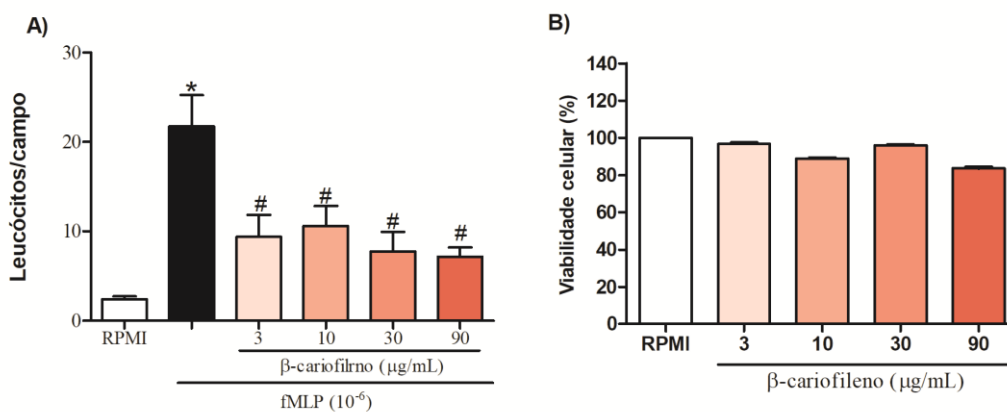 A)
Leucócitos/campo
30
20
10
0
*
#
#
#
#
RPMI
3
10
30
90
β-cariofilrno (µg/mL)
fMLP (10-6)
B)
Viabilidade celular (%)
140
120
100
80
60
40
20
0
RPMI
3
10
30
90
β-cariofileno (µg/mL)